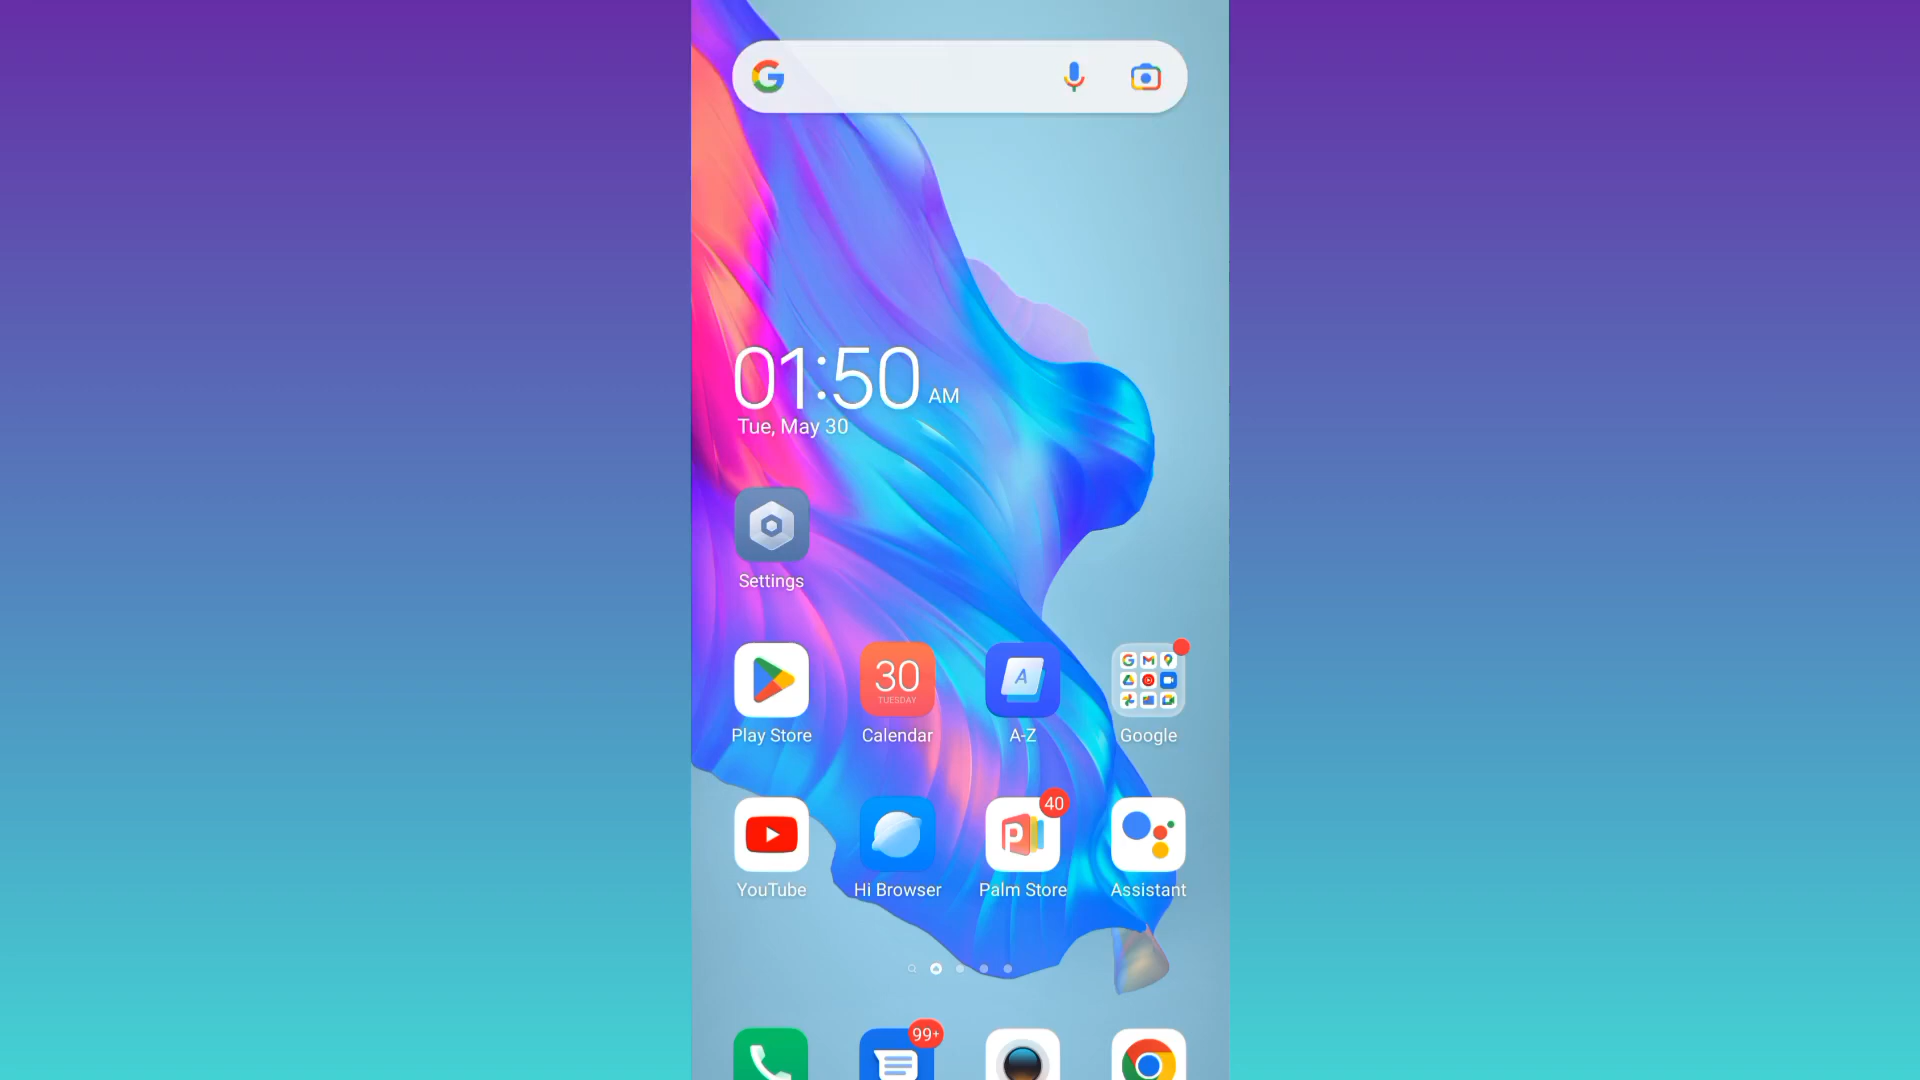 01:50 AM
Tue, May 30
Settings
30
TUESDAY
A
Play Store
Calendar
A-Z
Google
40
P
YouTube
Hi Browser
Palm Store
Assistant
99+